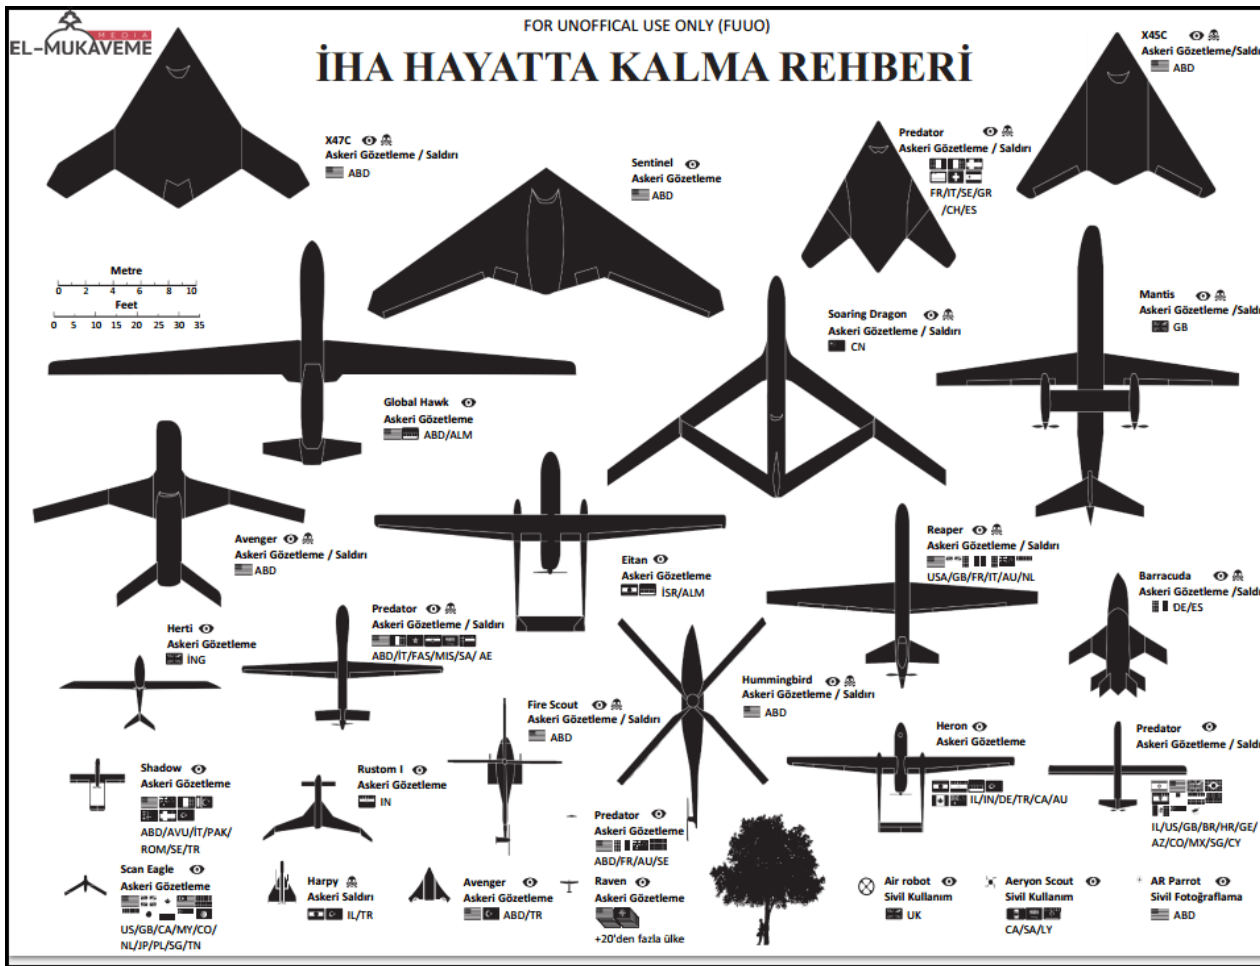 MEDIA
EL-MUKAVEME
FOR UNOFFICAL USE ONLY (FUUO)
İHA HAYATTA KALMA REHBERİ
X47C
Askeri Gözetleme / Saldırı
ABD
Sentinel
Askeri Gözetleme
ABD
Predator
Askeri Gözetleme / Saldırı
FR/IT/SE/GR
/CH/ES
X45C
Askeri Gözetleme/Saldı
ABD
Metre
0 2 4 6 8 10
Feet
0 5 10 15 20 25 30 35
Global Hawk
Askeri Gözetleme
ABD/ALM
Soaring Dragon
Askeri Gözetleme / Saldırı
CN
Mantis
Askeri Gözetleme /Saldı
GB
Avenger
Askeri Gözetleme / Saldırı
ABD
Eitan
Askeri Gözetleme
İSR/ALM
Reaper
Askeri Gözetleme / Saldırı
USA/GB/FR/IT/AU/NL
Barracuda
Askeri Gözetleme /Saldı
DE/ES
Herti
Askeri Gözetleme
İNG
Predator
Askeri Gözetleme / Saldırı
ABD/İT/FAS/MIS/SA/ AE
Fire Scout
Askeri Gözetleme / Saldırı
ABD
Hummingbird
Askeri Gözetleme / Saldırı
ABD
Heron
Askeri Gözetleme
IL/IN/DE/TR/CA/AU
Predator
Askeri Gözetleme / Saldı
IL/US/GB/BR/HR/GE/
AZ/CO/MX/SG/CY
Shadow
Askeri Gözetleme
ABD/AVU/İT/PAK/
ROM/SE/TR
Rustom I
Askeri Gözetleme
IN
Predator
Askeri Gözetleme
ABD/FR/AU/SE
Scan Eagle
Askeri Gözetleme
US/GB/CA/MY/CO/
NL/JP/PL/SG/TN
Harpy
Askeri Saldırı
IL/TR
Avenger
Askeri Gözetleme
ABD/TR
Raven
Askeri Gözetleme
+20'den fazla ülke
Air robot
Sivil Kullanım
UK
Aeryon Scout
Sivil Kullanım
CA/SA/LY
AR Parrot
Sivil Fotoğraflama
ABD